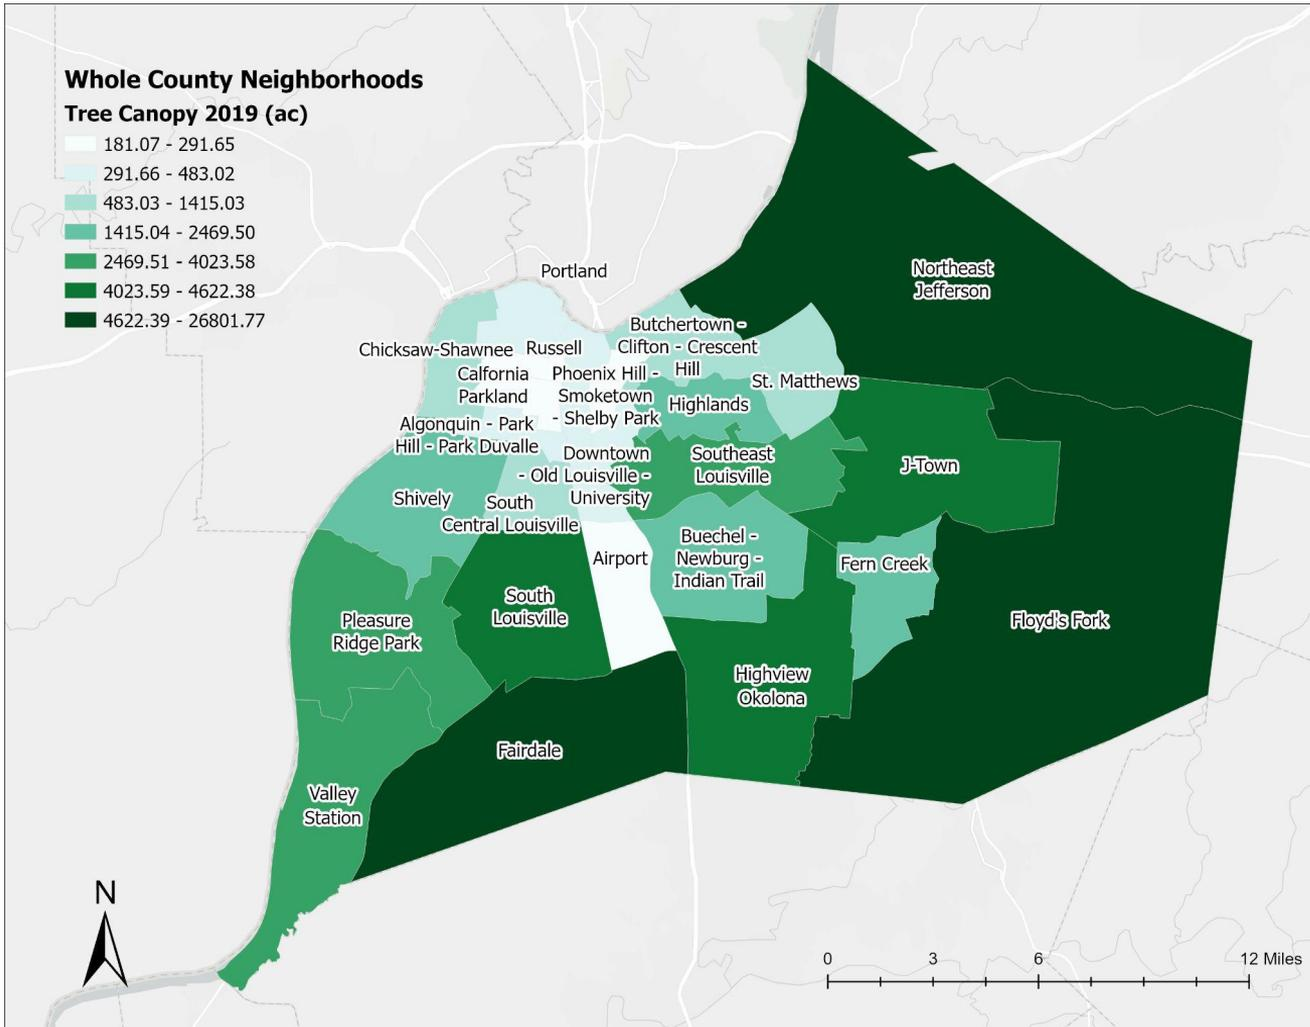 Whole County Neighborhoods
Tree Canopy 2019 (ac)
181.07 - 291.65
291.66 - 483.02
483.03 - 1415.03
1415.04 - 2469.50
2469.51 - 4023.58
4023.59 - 4622.38
4622.39 - 26801.77
Portland
Northeast
Jefferson
Butchertown -
Clifton - Crescent
Hill
Chicksaw-Shawnee
Russell
Calfornia
Parkland
Phoenix Hill -
Smoketown
- Shelby Park
St. Matthews
Highlands
Algonquin - Park
Hill - Park Duvalle
Downtown
- Old Louisville -
University
Southeast
Louisville
J-Town
Shively
South
Central Louisville
Airport
Buechel -
Newburg -
Indian Trail
Fern Creek
South
Louisville
Pleasure
Ridge Park
Floyd's Fork
Highview
Okolona
Fairdale
Valley
Station
N
0 3 6 12 Miles